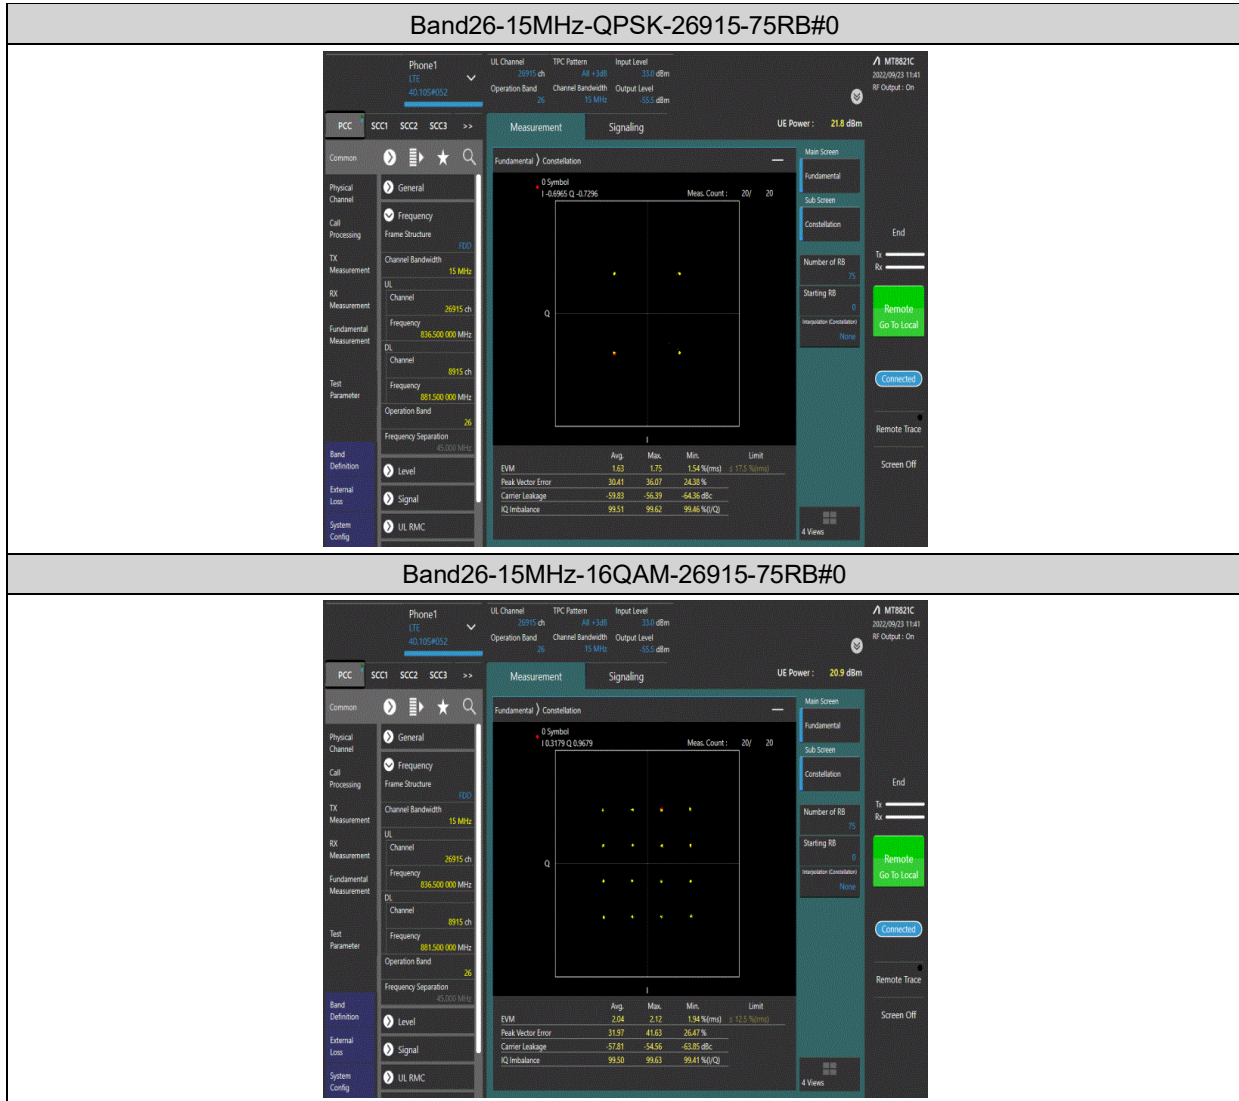 Band26-15MHz-QPSK-26915-75RB#0
Phone1
LTE
40.10S#052
UL Channel TPC Pattern Input Level
26915 ch All +3dB 33.0 dBm
Operation Band Channel Bandwidth Output Level
26 15 MHz -55.5 dBm
MT8821C
2022/09/23 11:41
RF Output : On
PCC SCC1 SCC2 SCC3 >>
Measurement Signaling
UE Power : 21.8 dBm
Common
Physical Channel
Call Processing
TX Measurement
RX Measurement
Fundamental Measurement
Test Parameter
Band Definition
External Loss
System Config
General
Frequency
Frame Structure
FDD
Channel Bandwidth
15 MHz
UL
Channel
26915 ch
Frequency
836.500 000 MHz
DL
Channel
8915 ch
Frequency
881.500 000 MHz
Operation Band
26
Frequency Separation
45.000 MHz
Level
Signal
UL RMC
Fundamental Constellation
0 Symbol
I -0.6965 Q -0.7296
Meas. Count : 20/ 20
Q
I
Avg. Max. Min. Limit
EVM 1.63 1.75 1.54 %(rms) ≤ 17.5 %(rms)
Peak Vector Error 30.41 36.07 24.38 %
Carrier Leakage -59.83 -56.39 -64.36 dBc
IQ Imbalance 99.51 99.62 99.46 %(I/Q)
Main Screen
Fundamental
Sub Screen
Constellation
Number of RB
75
Starting RB
0
Interpolation (Constellation)
None
4 Views
End
Tx
Rx
Remote
Go To Local
Connected
Remote Trace
Screen Off
Band26-15MHz-16QAM-26915-75RB#0
Phone1
LTE
40.10S#052
UL Channel TPC Pattern Input Level
26915 ch All +3dB 33.0 dBm
Operation Band Channel Bandwidth Output Level
26 15 MHz -55.5 dBm
MT8821C
2022/09/23 11:41
RF Output : On
PCC SCC1 SCC2 SCC3 >>
Measurement Signaling
UE Power : 20.9 dBm
Common
Physical Channel
Call Processing
TX Measurement
RX Measurement
Fundamental Measurement
Test Parameter
Band Definition
External Loss
System Config
General
Frequency
Frame Structure
FDD
Channel Bandwidth
15 MHz
UL
Channel
26915 ch
Frequency
836.500 000 MHz
DL
Channel
8915 ch
Frequency
881.500 000 MHz
Operation Band
26
Frequency Separation
45.000 MHz
Level
Signal
UL RMC
Fundamental Constellation
0 Symbol
I 0.3179 Q 0.9679
Meas. Count : 20/ 20
Q
I
Avg. Max. Min. Limit
EVM 2.04 2.12 1.94 %(rms) ≤ 12.5 %(rms)
Peak Vector Error 31.97 41.63 26.47 %
Carrier Leakage -57.81 -54.56 -63.85 dBc
IQ Imbalance 99.50 99.63 99.41 %(I/Q)
Main Screen
Fundamental
Sub Screen
Constellation
Number of RB
75
Starting RB
0
Interpolation (Constellation)
None
4 Views
End
Tx
Rx
Remote
Go To Local
Connected
Remote Trace
Screen Off